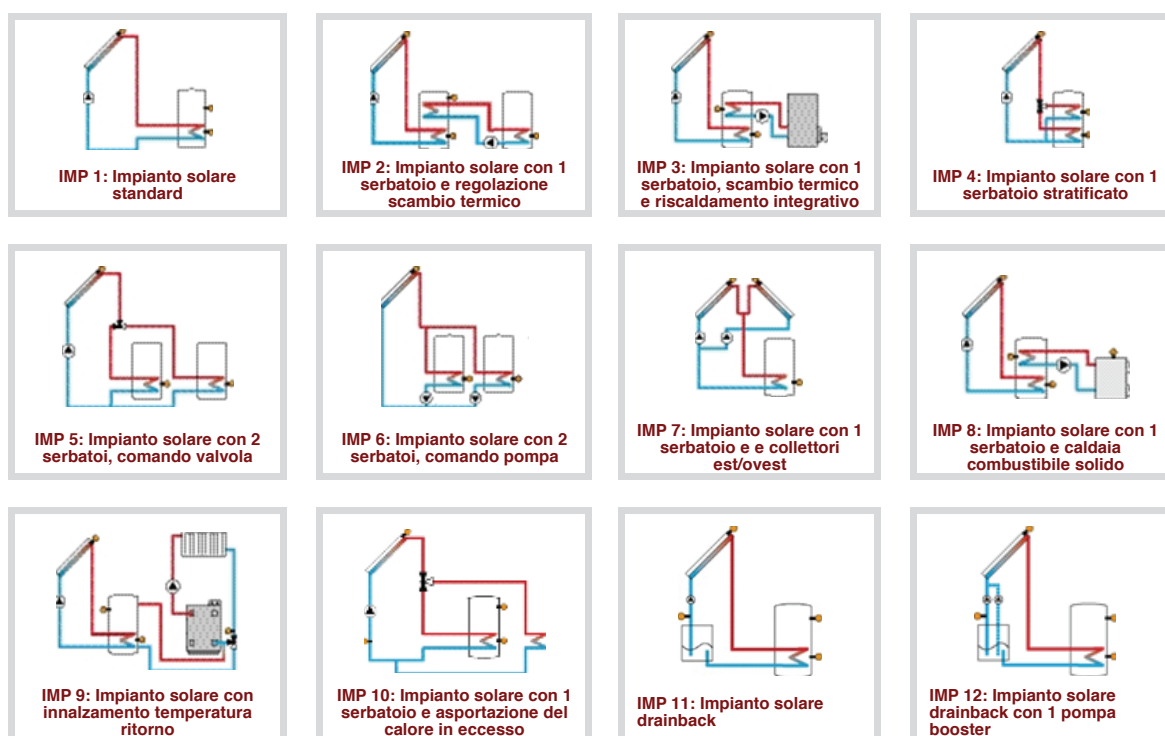 IMP 1: Impianto solare
standard
IMP 2: Impianto solare con 1
serbatoio e regolazione
scambio termico
IMP 3: Impianto solare con 1
serbatoio, scambio termico
e riscaldamento integrativo
IMP 4: Impianto solare con 1
serbatoio stratificato
IMP 5: Impianto solare con 2
serbatoi, comando valvola
IMP 6: Impianto solare con 2
serbatoi, comando pompa
IMP 7: Impianto solare con 1
serbatoio e e collettori
est/ovest
IMP 8: Impianto solare con 1
serbatoio e caldaia
combustibile solido
IMP 9: Impianto solare con
innalzamento temperatura
ritorno
IMP 10: Impianto solare con 1
serbatoio e asportazione del
calore in eccesso
IMP 11: Impianto solare
drainback
IMP 12: Impianto solare
drainback con 1 pompa
booster